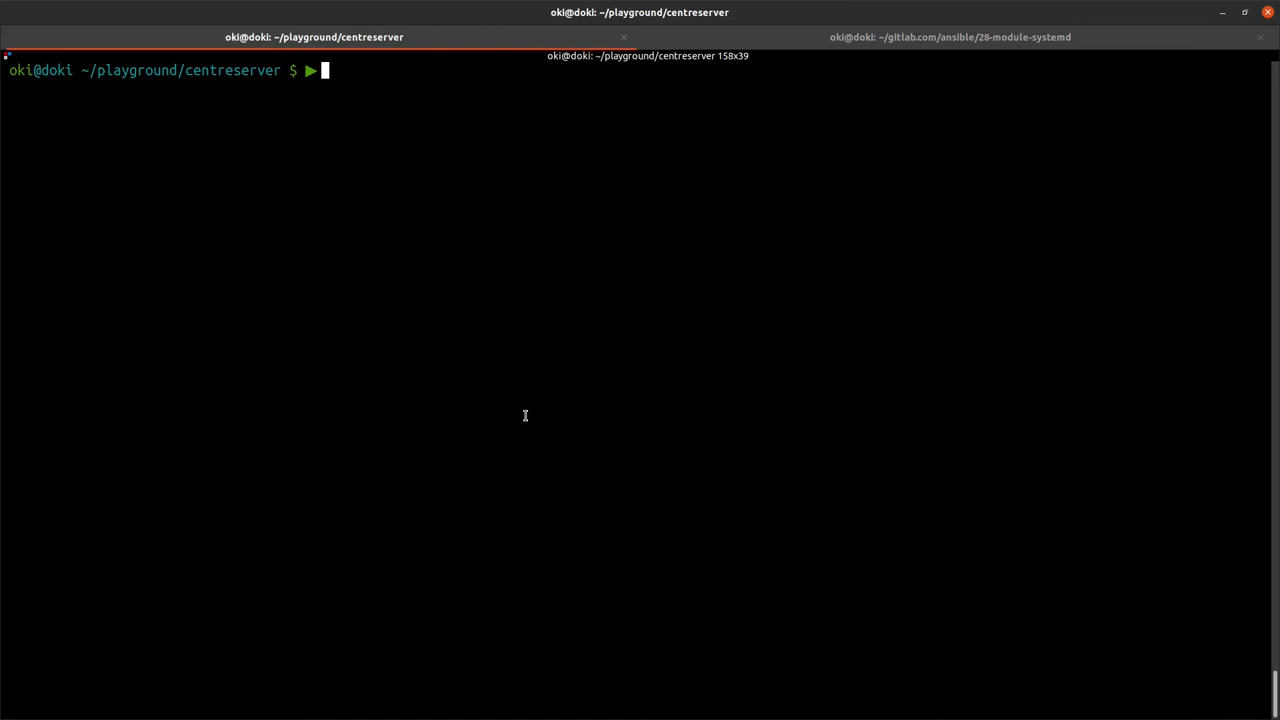 oki@doki: ~/playground/centreserver
oki@doki: ~/playground/centreserver
oki@doki: ~/gitlab.com/ansible/28-module-systemd
oki@doki: ~/playground/centreserver 158x39
oki@doki ~/playground/centreserver $ ▶